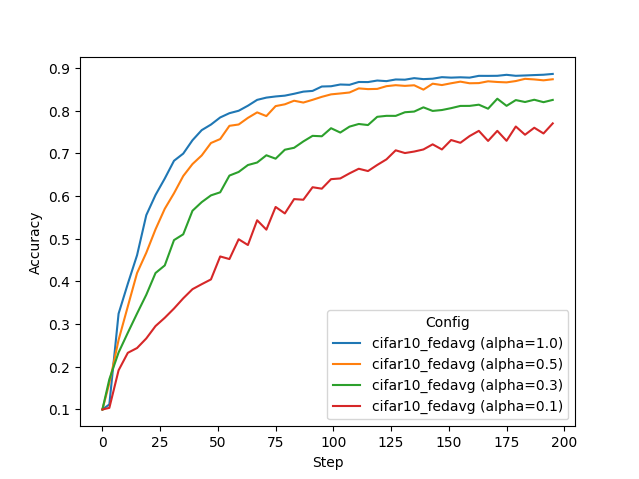 0.9
0.8
0.7
0.6
0.5
0.4
0.3
0.2
0.1
Accuracy
Config
cifar10_fedavg (alpha=1.0)
cifar10_fedavg (alpha=0.5)
cifar10_fedavg (alpha=0.3)
cifar10_fedavg (alpha=0.1)
0 25 50 75 100 125 150 175 200
Step